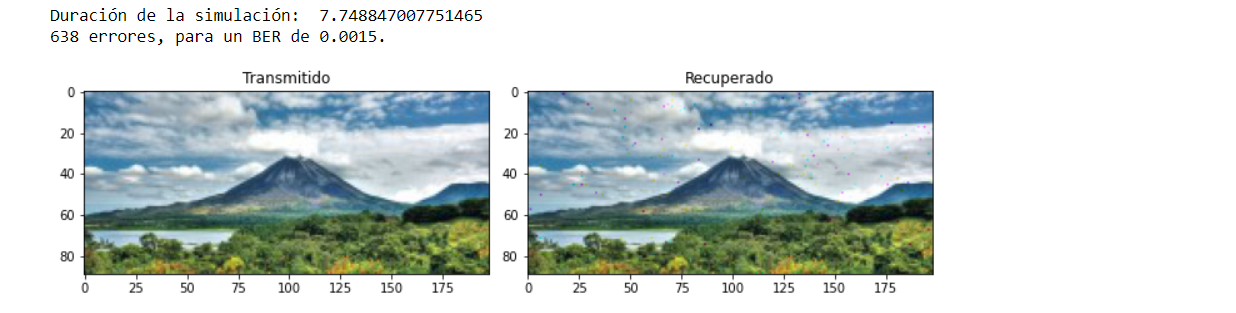 Duración de la simulación:  7.748847007751465
638 errores, para un BER de 0.0015.
Transmitido
0
20
40
60
80
0 25 50 75 100 125 150 175
Recuperado
0
20
40
60
80
0 25 50 75 100 125 150 175